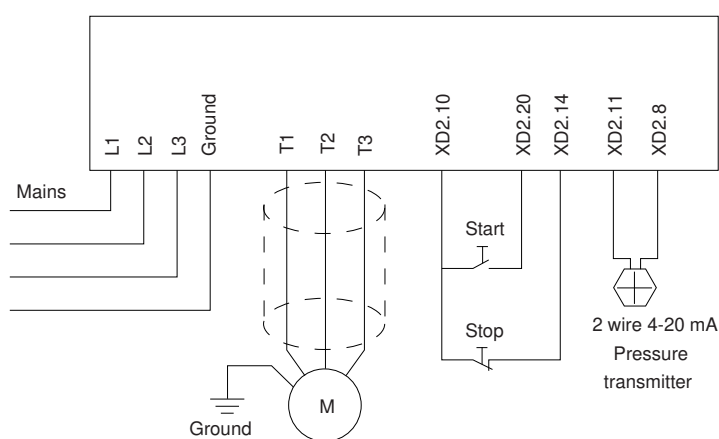 L1
L2
L3
Ground
T1
T2
T3
XD2.10
XD2.20
XD2.14
XD2.11
XD2.8
Mains
Start
Stop
2 wire 4-20 mA
Pressure
transmitter
M
Ground